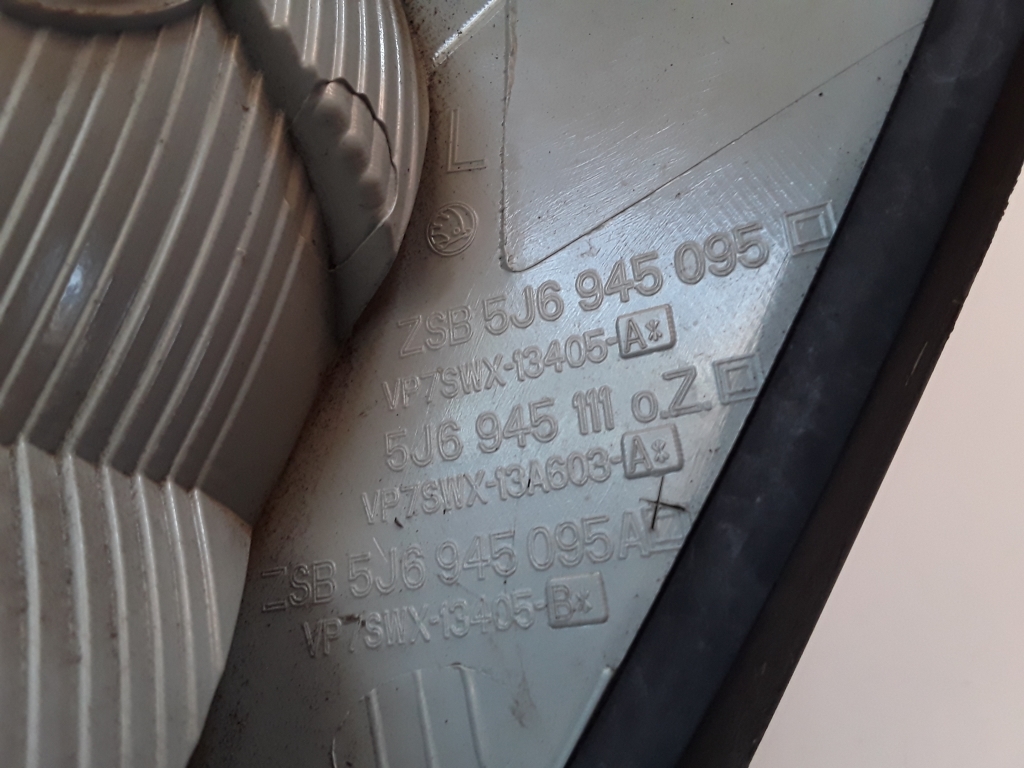 L
ZSB 5J6 945 095
VP7SWX-13405-A*
5J6 945 111 o.Z.
VP7SWX-13A603-A*
ZSB 5J6 945 095A
VP7SWX-13405-B*